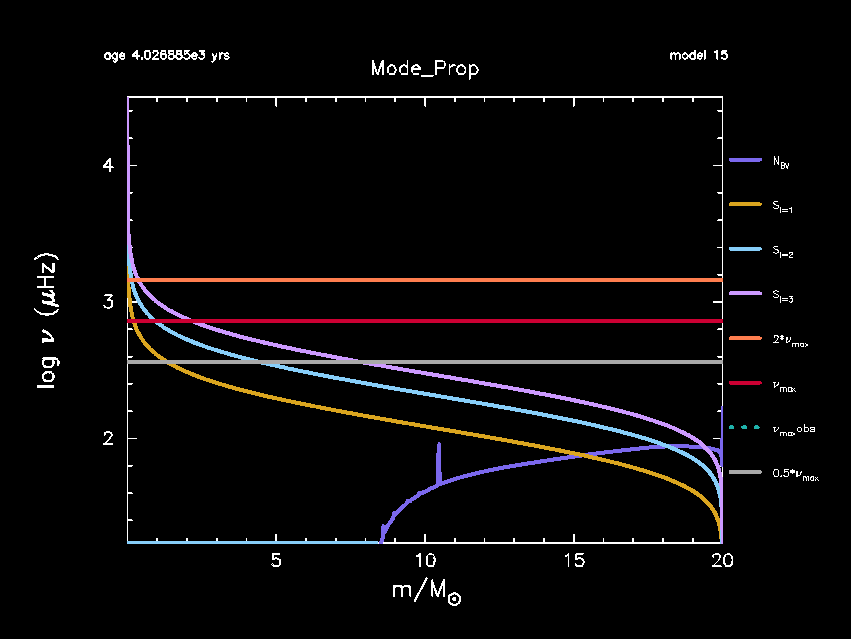 age 4.026885e3 yrs
model 15
Mode_Prop
4
3
2
log ν (μHz)
5 10 15 20
m/M⊙
N_BV
S_l=1
S_l=2
S_l=3
2*ν_max
ν_max
ν_max obs
0.5*ν_max